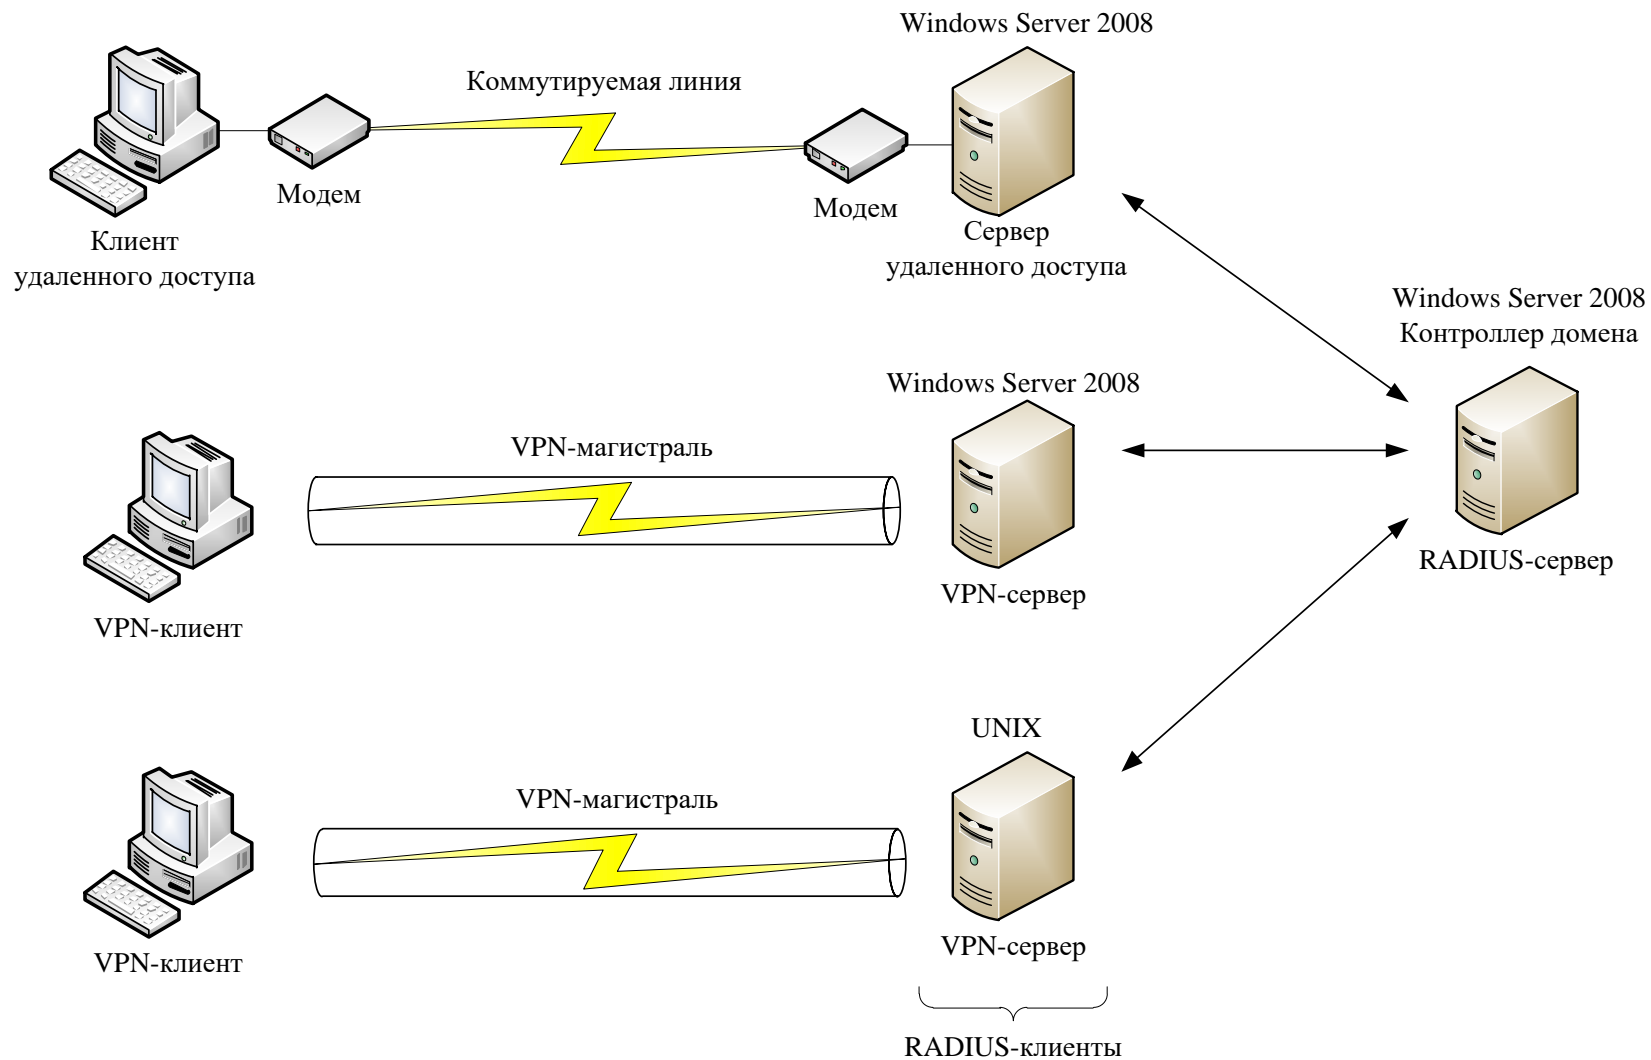 Windows Server 2008
Коммутируемая линия
Модем
Модем
Клиент
удаленного доступа
Сервер
удаленного доступа
Windows Server 2008
Контроллер домена
Windows Server 2008
VPN-магистраль
RADIUS-сервер
VPN-сервер
VPN-клиент
UNIX
VPN-магистраль
VPN-сервер
VPN-клиент
RADIUS-клиенты